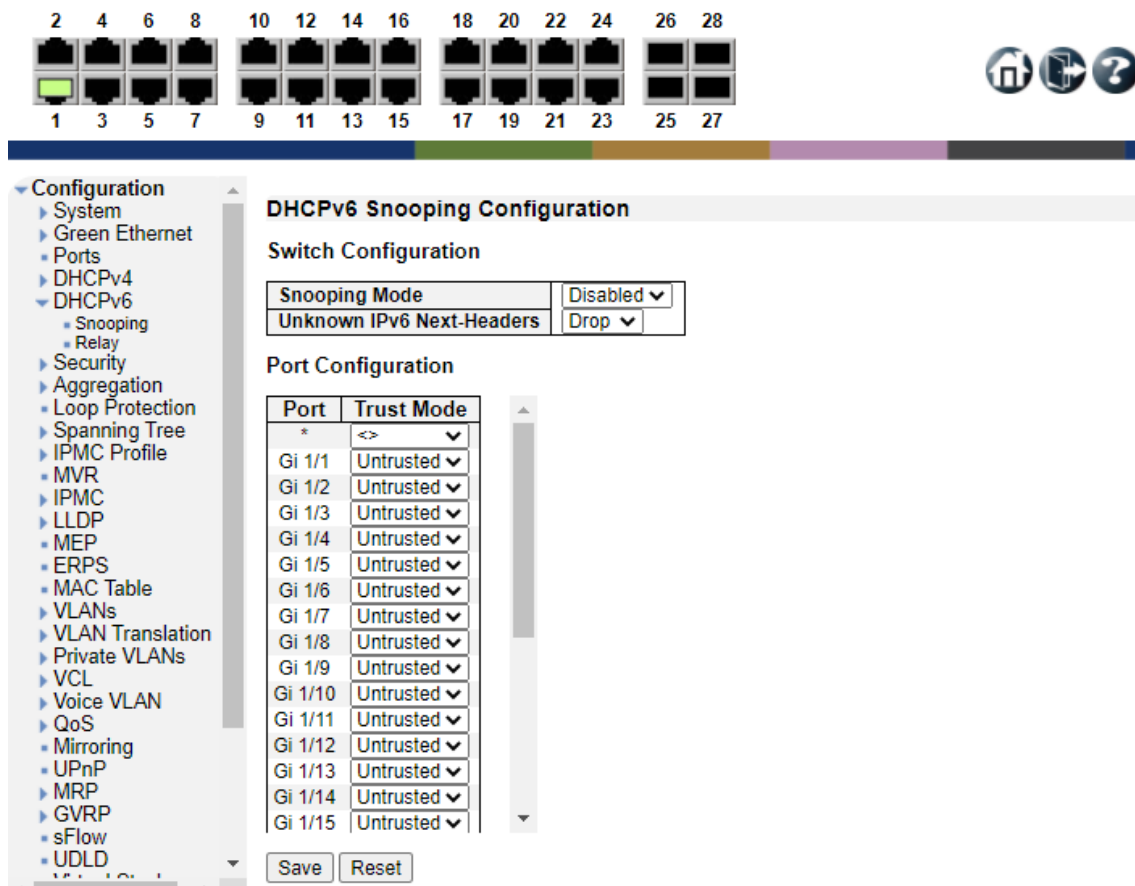 2 4 6 8 10 12 14 16 18 20 22 24 26 28
1 3 5 7 9 11 13 15 17 19 21 23 25 27
Configuration
System
Green Ethernet
Ports
DHCPv4
DHCPv6
Snooping
Relay
Security
Aggregation
Loop Protection
Spanning Tree
IPMC Profile
MVR
IPMC
LLDP
MEP
ERPS
MAC Table
VLANs
VLAN Translation
Private VLANs
VCL
Voice VLAN
QoS
Mirroring
UPnP
MRP
GVRP
sFlow
UDLD
DHCPv6 Snooping Configuration
Switch Configuration
Snooping Mode Disabled
Unknown IPv6 Next-Headers Drop
Port Configuration
Port Trust Mode
* <>
Gi 1/1 Untrusted
Gi 1/2 Untrusted
Gi 1/3 Untrusted
Gi 1/4 Untrusted
Gi 1/5 Untrusted
Gi 1/6 Untrusted
Gi 1/7 Untrusted
Gi 1/8 Untrusted
Gi 1/9 Untrusted
Gi 1/10 Untrusted
Gi 1/11 Untrusted
Gi 1/12 Untrusted
Gi 1/13 Untrusted
Gi 1/14 Untrusted
Gi 1/15 Untrusted
Save Reset